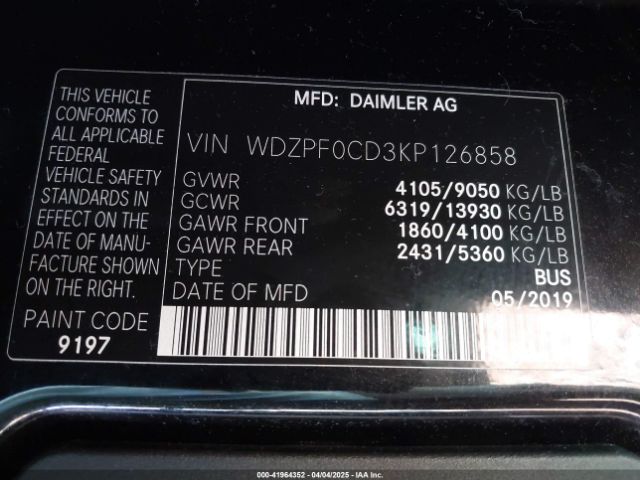 THIS VEHICLE
CONFORMS TO
ALL APPLICABLE
FEDERAL
VEHICLE SAFETY
STANDARDS IN
EFFECT ON THE
DATE OF MANU-
FACTURE SHOWN
ON THE RIGHT.
PAINT CODE
9197
MFD: DAIMLER AG
VIN WDZPF0CD3KP126858
GVWR 4105/9050 KG/LB
GCWR 6319/13930 KG/LB
GAWR FRONT 1860/4100 KG/LB
GAWR REAR 2431/5360 KG/LB
TYPE BUS
DATE OF MFD 05/2019
000-41964352 - 04/04/2025 - IAA Inc.